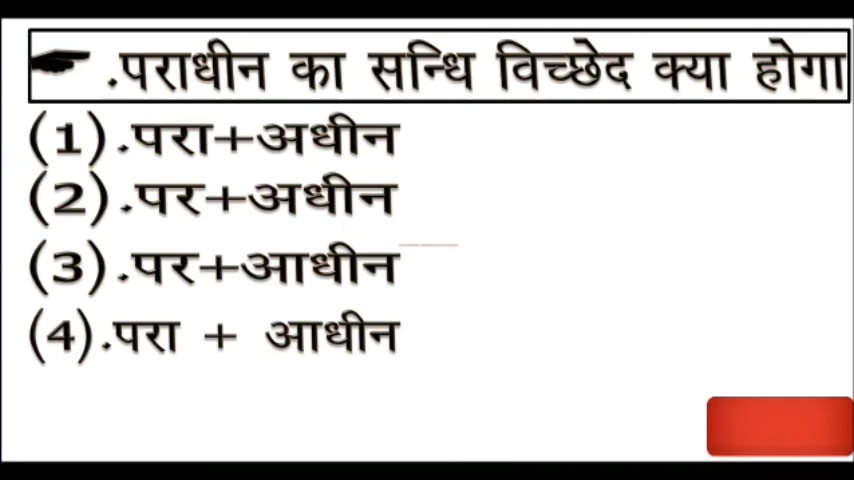 .पराधीन का सन्धि विच्छेद क्या होगा
(1).परा+अधीन
(2).पर+अधीन
(3).पर+आधीन
(4).परा + आधीन